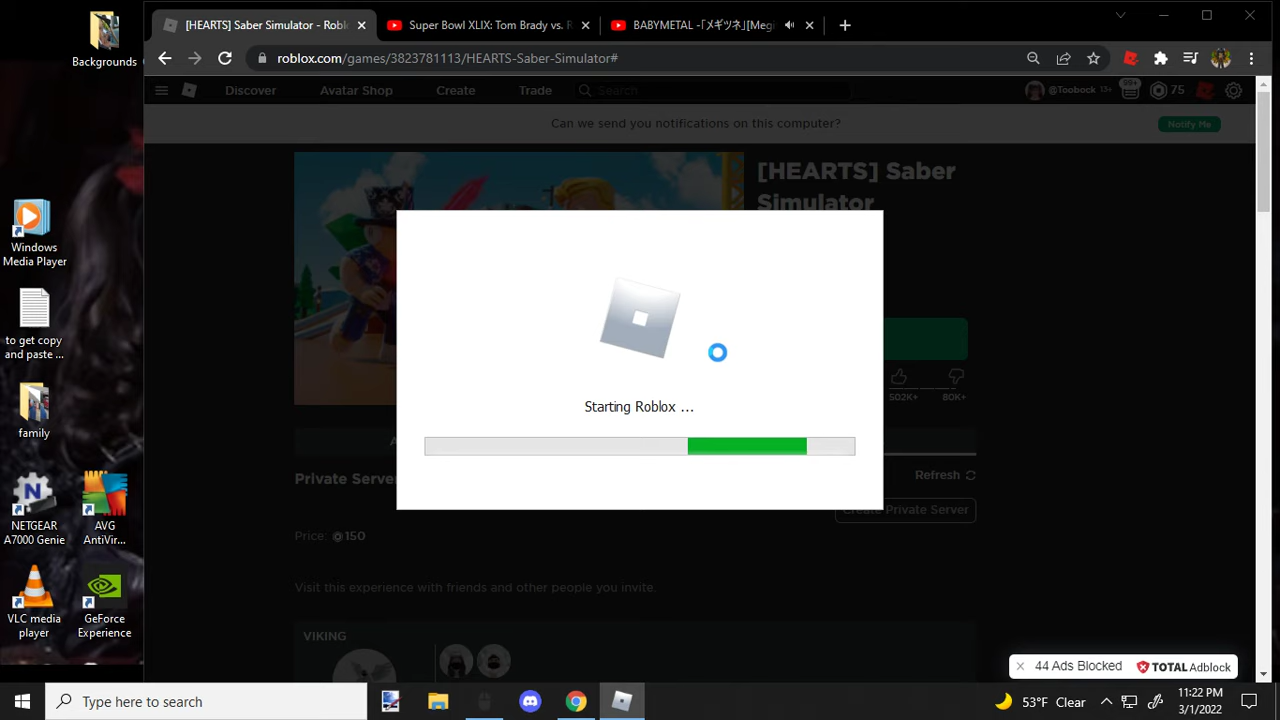 Backgrounds
Windows
Media Player
to get copy
and paste ...
family
NETGEAR
A7000 Genie
AVG
AntiVir...
VLC media
player
GeForce
Experience
[HEARTS] Saber Simulator - Robl
Super Bowl XLIX: Tom Brady vs. R
BABYMETAL -「メギツネ」[Megi
roblox.com/games/3823781113/HEARTS-Saber-Simulator#
Discover
Avatar Shop
Create
Trade
Search
@Toobock 13+
99+
75
Can we send you notifications on this computer?
Notify Me
[HEARTS] Saber
Simulator
502K+
80K+
Starting Roblox ...
A
Refresh
Private Server
Create Private Server
Price: 150
Visit this experience with friends and other people you invite.
VIKING
44 Ads Blocked
TOTAL Adblock
Type here to search
53°F Clear
11:22 PM
3/1/2022